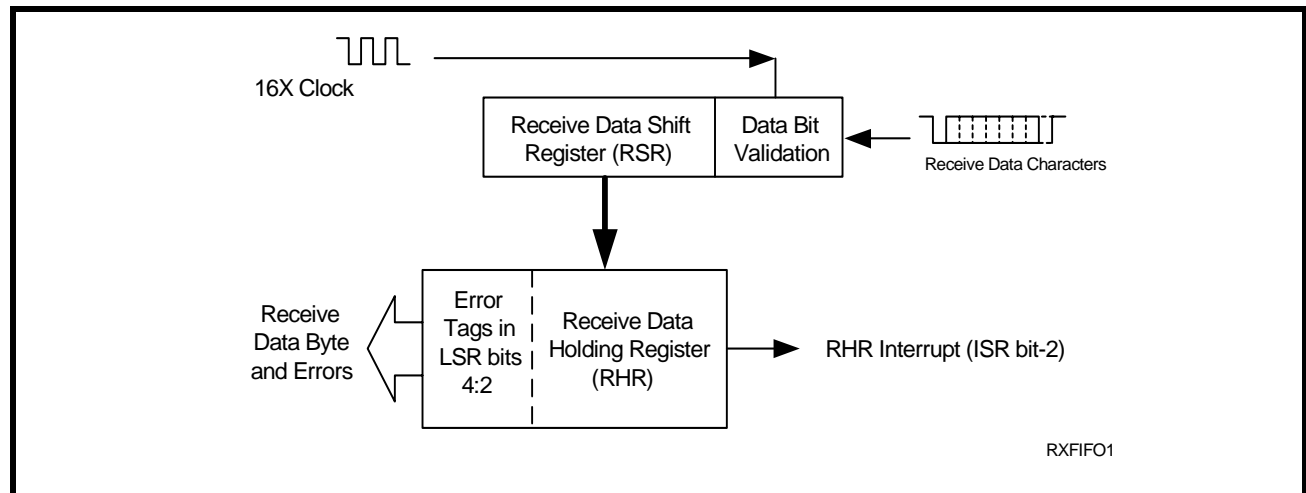 16X Clock
Receive Data Shift
Register (RSR)
Data Bit
Validation
Receive Data Characters
Receive
Data Byte
and Errors
Error
Tags in
LSR bits
4:2
Receive Data
Holding Register
(RHR)
RHR Interrupt (ISR bit-2)
RXFIFO1